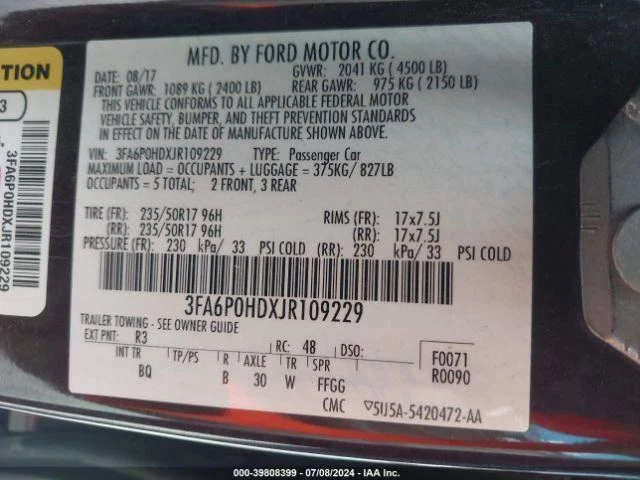 MFD. BY FORD MOTOR CO.
DATE: 08/17 GVWR: 2041 KG ( 4500 LB)
FRONT GAWR: 1089 KG ( 2400 LB) REAR GAWR: 975 KG ( 2150 LB)
THIS VEHICLE CONFORMS TO ALL APPLICABLE FEDERAL MOTOR
VEHICLE SAFETY, BUMPER, AND THEFT PREVENTION STANDARDS
IN EFFECT ON THE DATE OF MANUFACTURE SHOWN ABOVE.
VIN: 3FA6P0HDXJR109229 TYPE: Passenger Car
MAXIMUM LOAD = OCCUPANTS + LUGGAGE = 375KG/ 827LB
OCCUPANTS = 5 TOTAL; 2 FRONT, 3 REAR
TIRE (FR): 235/50R17 96H RIMS (FR): 17x7.5J
(RR): 235/50R17 96H (RR): 17x7.5J
PRESSURE (FR): 230 kPa/ 33 PSI COLD (RR): 230 kPa/ 33 PSI COLD
3FA6P0HDXJR109229
TRAILER TOWING - SEE OWNER GUIDE
EXT PNT: R3 RC: 48 DSO:
INT TR TP/PS R AXLE TR SPR F0071
BQ B 30 W FFGG R0090
CMC 5U5A-5420472-AA
TION
3
3FA6P0HDXJR109229
000-39808399 - 07/08/2024 - IAA Inc.